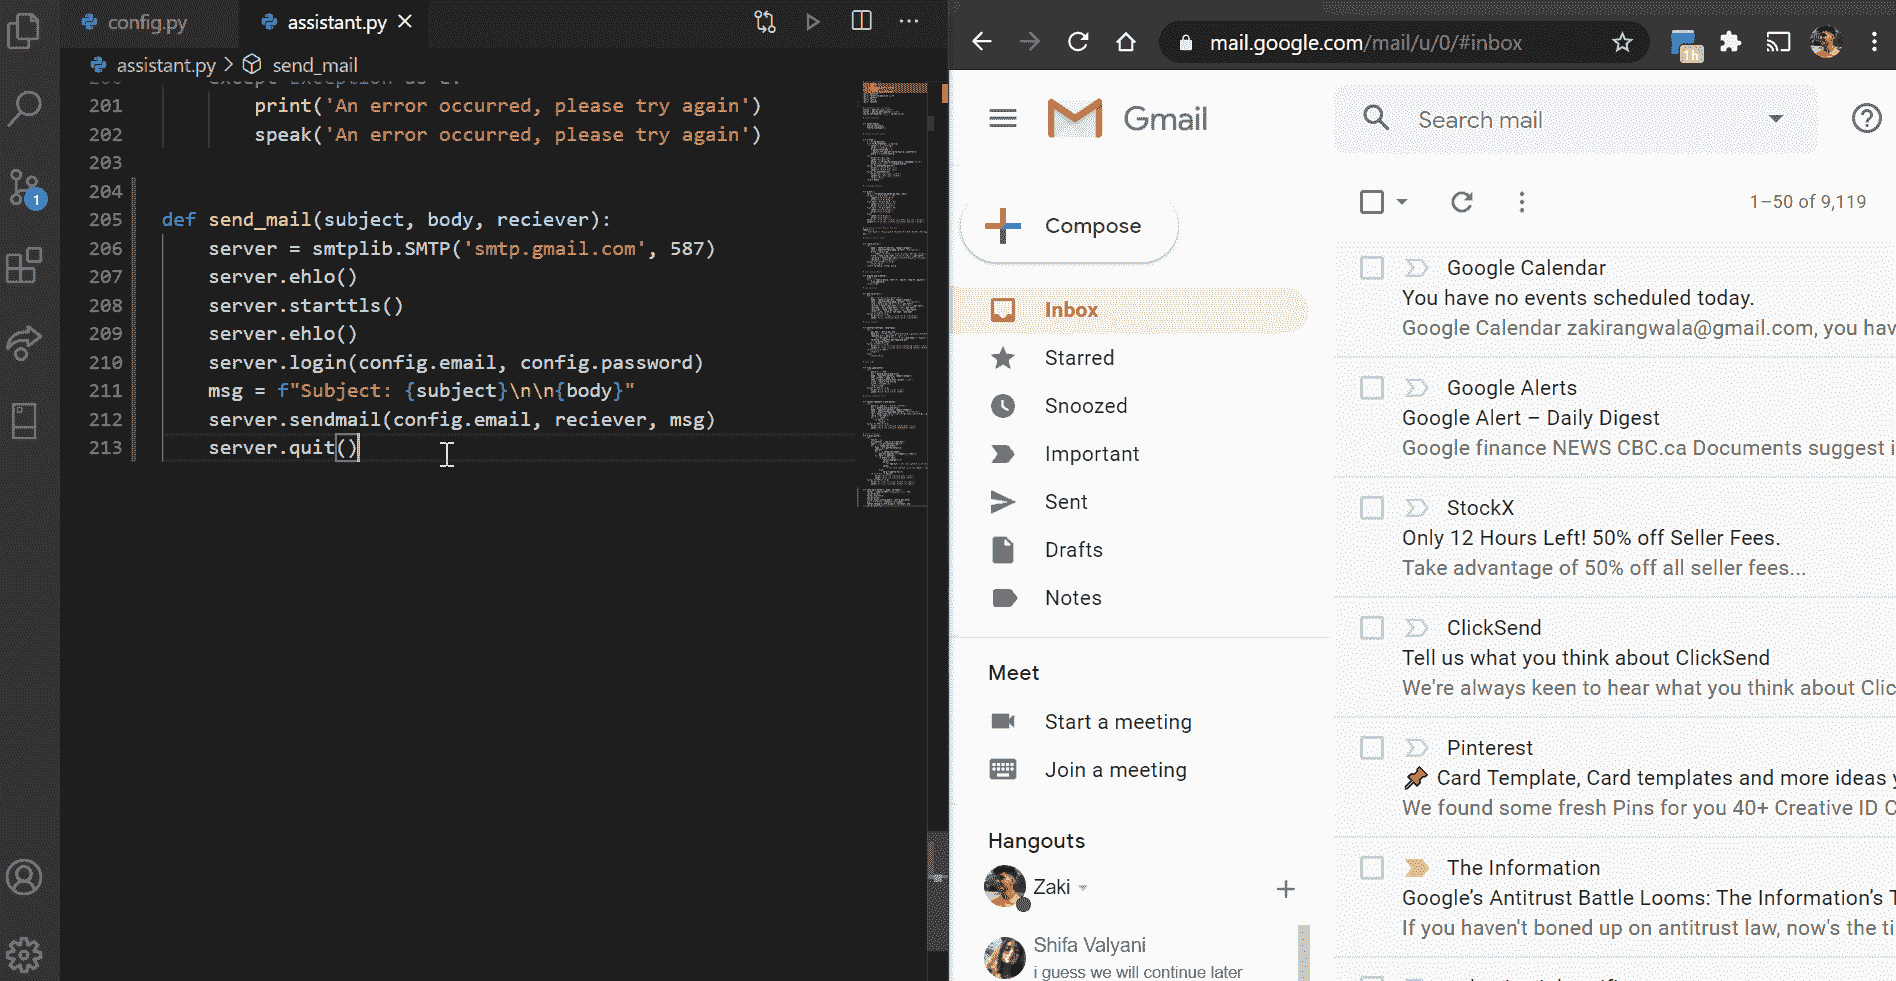 config.py
assistant.py
assistant.py > send_mail
201 print('An error occurred, please try again')
202 speak('An error occurred, please try again')
203
204
205 def send_mail(subject, body, reciever):
206 server = smtplib.SMTP('smtp.gmail.com', 587)
207 server.ehlo()
208 server.starttls()
209 server.ehlo()
210 server.login(config.email, config.password)
211 msg = f"Subject: {subject}\n\n{body}"
212 server.sendmail(config.email, reciever, msg)
213 server.quit()
1
mail.google.com/mail/u/0/#inbox
1h
Gmail
Search mail
Compose
1–50 of 9,119
Inbox
Starred
Snoozed
Important
Sent
Drafts
Notes
Meet
Start a meeting
Join a meeting
Hangouts
Zaki
Shifa Valyani
i guess we will continue later
Google Calendar
You have no events scheduled today.
Google Calendar zakirangwala@gmail.com, you hav
Google Alerts
Google Alert – Daily Digest
Google finance NEWS CBC.ca Documents suggest i
StockX
Only 12 Hours Left! 50% off Seller Fees.
Take advantage of 50% off all seller fees...
ClickSend
Tell us what you think about ClickSend
We're always keen to hear what you think about Clic
Pinterest
Card Template, Card templates and more ideas y
We found some fresh Pins for you 40+ Creative ID C
The Information
Google's Antitrust Battle Looms: The Information's T
If you haven't boned up on antitrust law, now's the ti